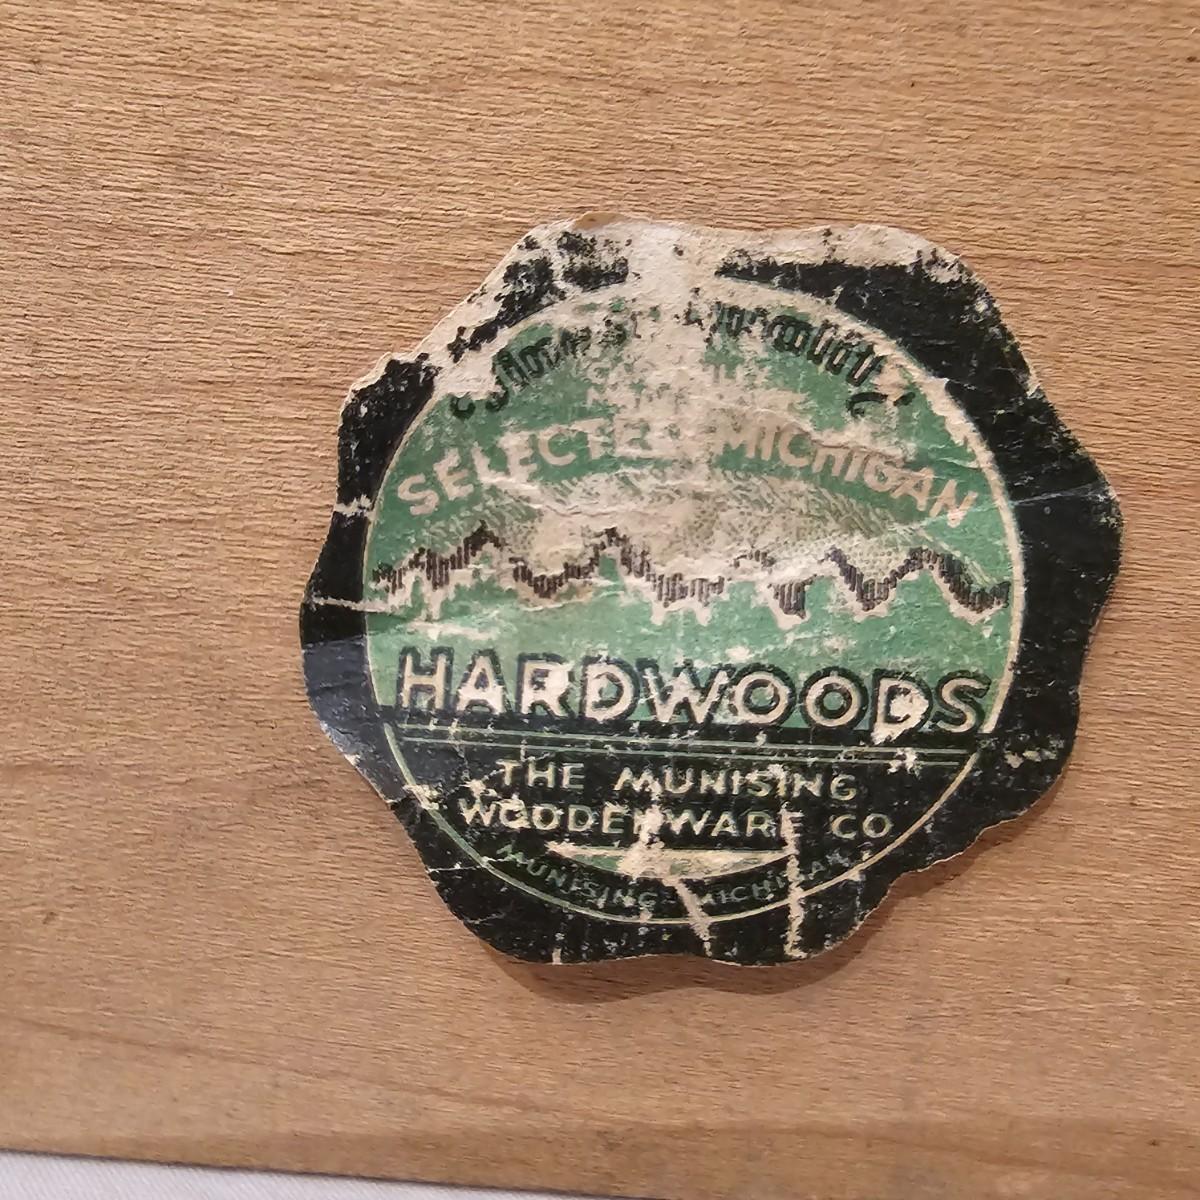 SELECTED MICHIGAN
HARDWOODS
THE MUNISING
WOODENWARE CO
MUNISING - MICHIGAN